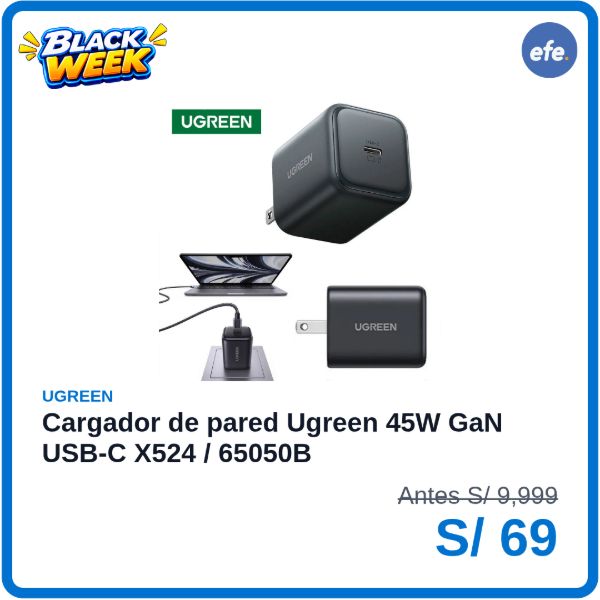 BLACK
WEEK
efe.
UGREEN
UGREEN
UGREEN
UGREEN
Cargador de pared Ugreen 45W GaN
USB-C X524 / 65050B
Antes S/ 9,999
S/ 69